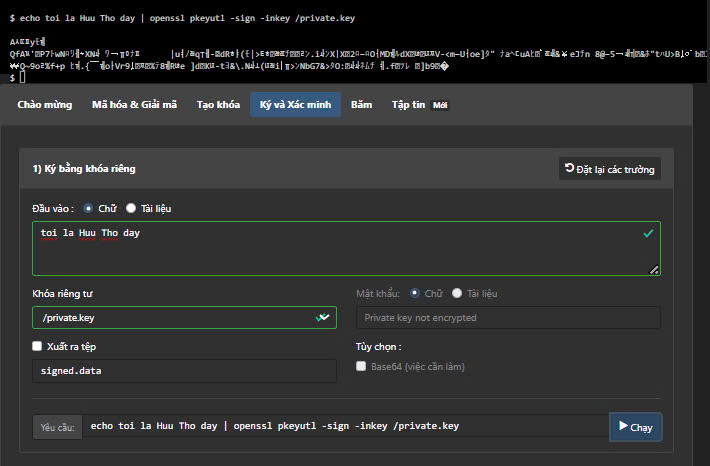 $ echo toi la Huu Tho day | openssl pkeyutl -sign -inkey /private.key
$
Chào mừng Mã hóa & Giải mã Tạo khóa Ký và Xác minh Băm Tập tin Mới
1) Ký bằng khóa riêng
Đặt lại các trường
Đầu vào : Chữ Tài liệu
toi la Huu Tho day
Khóa riêng tư
Mật khẩu: Chữ Tài liệu
/private.key
Private key not encrypted
Xuất ra tệp
Tùy chọn :
signed.data
Base64 (việc cần làm)
Yêu cầu: echo toi la Huu Tho day | openssl pkeyutl -sign -inkey /private.key
Chạy